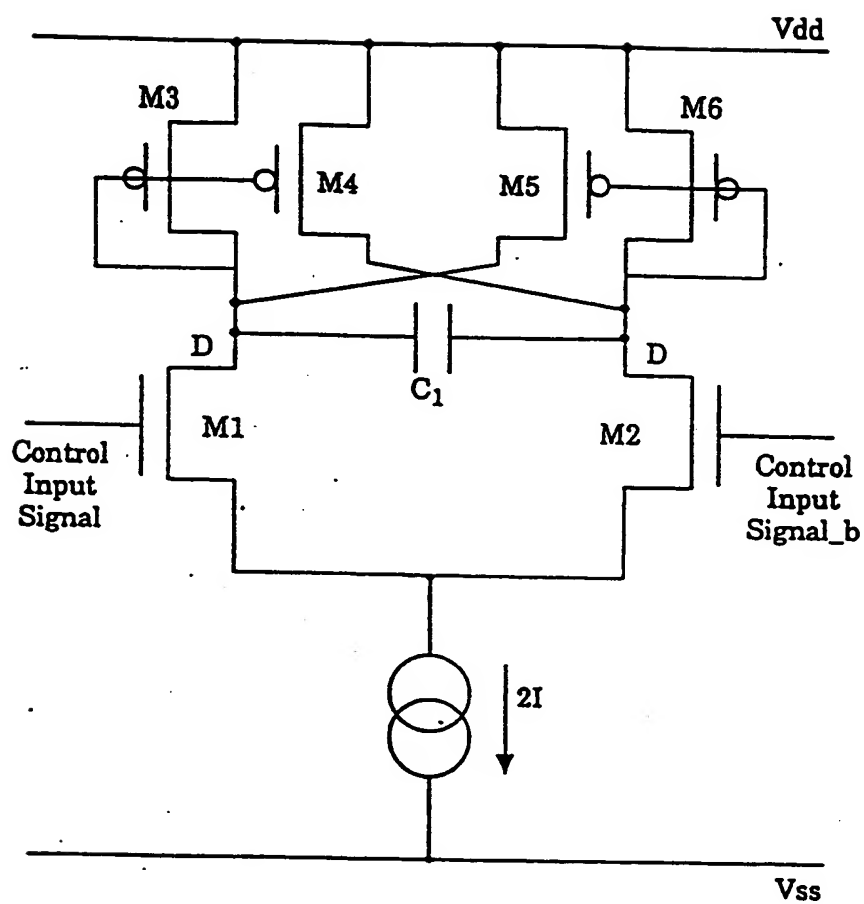 Vdd
M3
M6
M4
M5
D
D
C1
M1
M2
Control
Input
Signal
Control
Input
Signal_b
2I
Vss